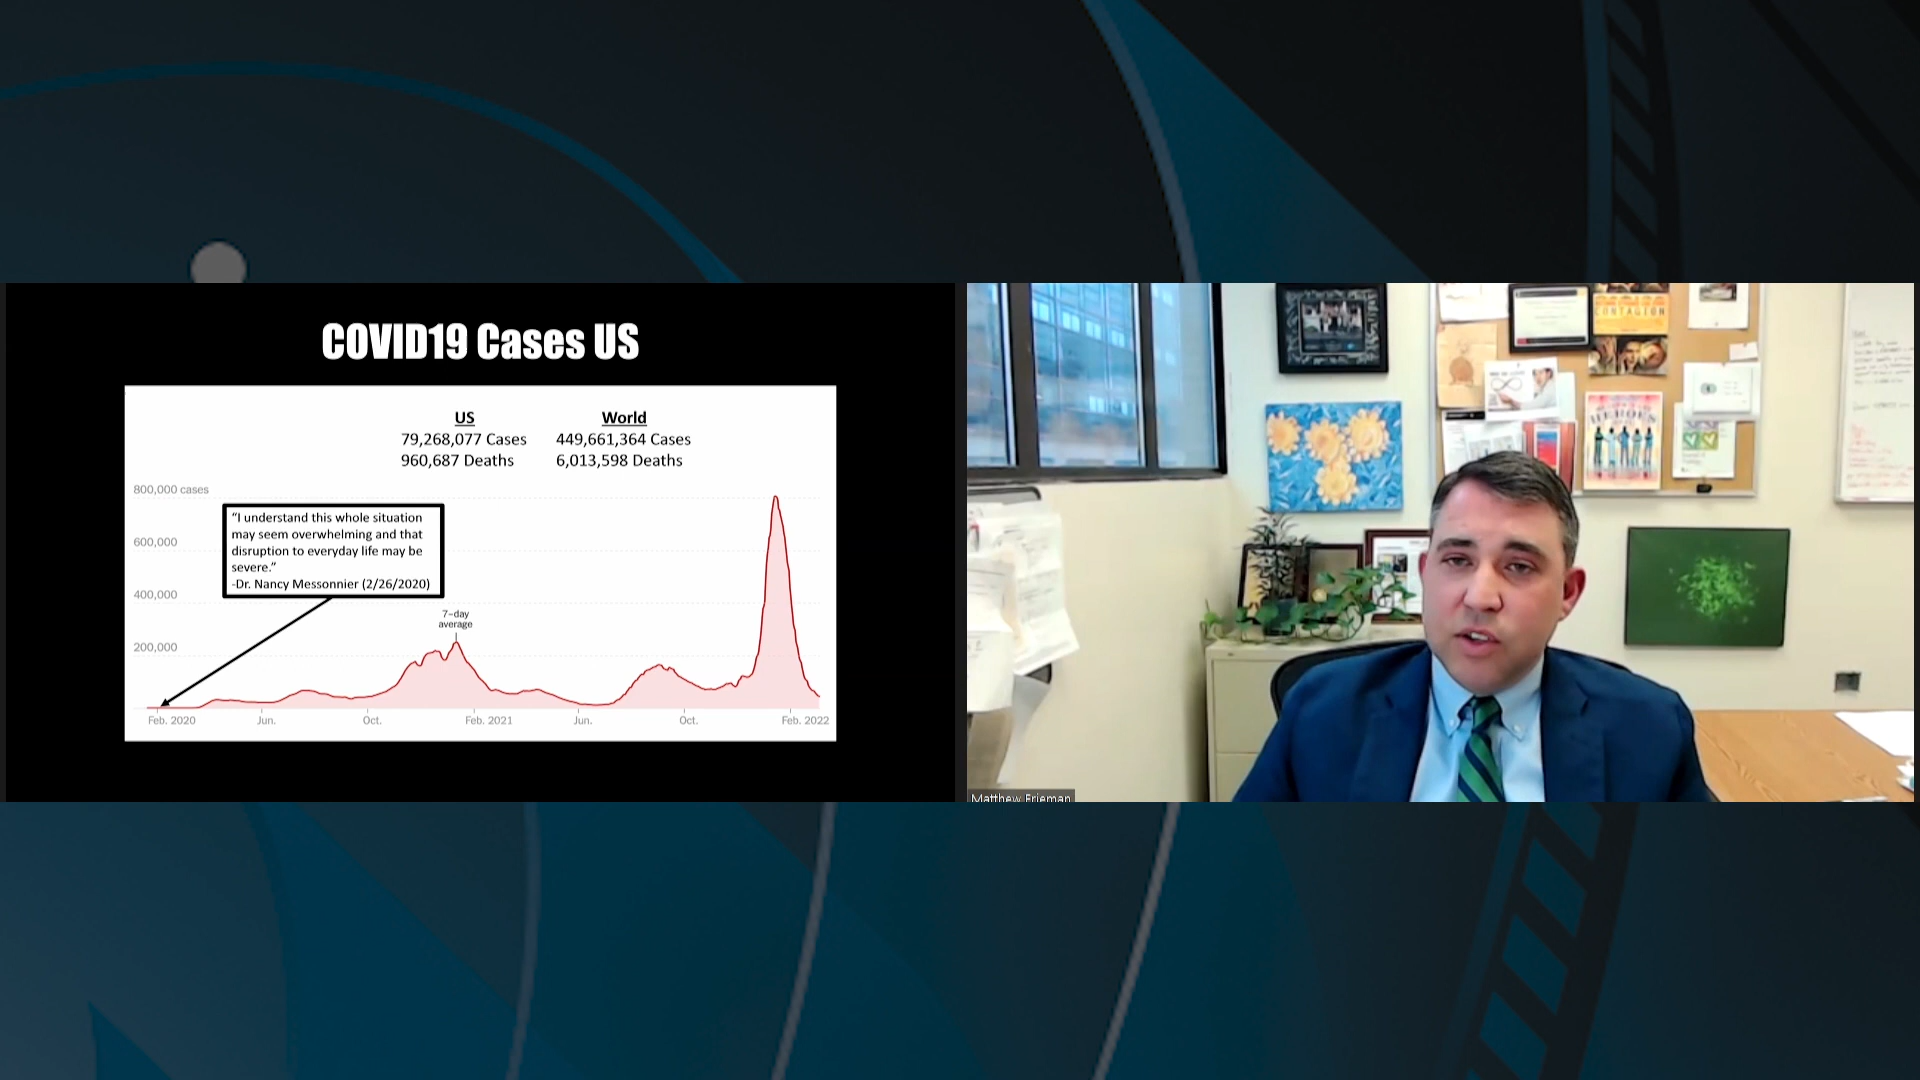 COVID19 Cases US
US
World
79,268,077 Cases
449,661,364 Cases
960,687 Deaths
6,013,598 Deaths
800,000 cases
600,000
400,000
200,000
“I understand this whole situation
may seem overwhelming and that
disruption to everyday life may be
severe.”
-Dr. Nancy Messonnier (2/26/2020)
7–day
average
Feb. 2020
Jun.
Oct.
Feb. 2021
Jun.
Oct.
Feb. 2022
CONTAGION
HEROES
Matthew Frieman